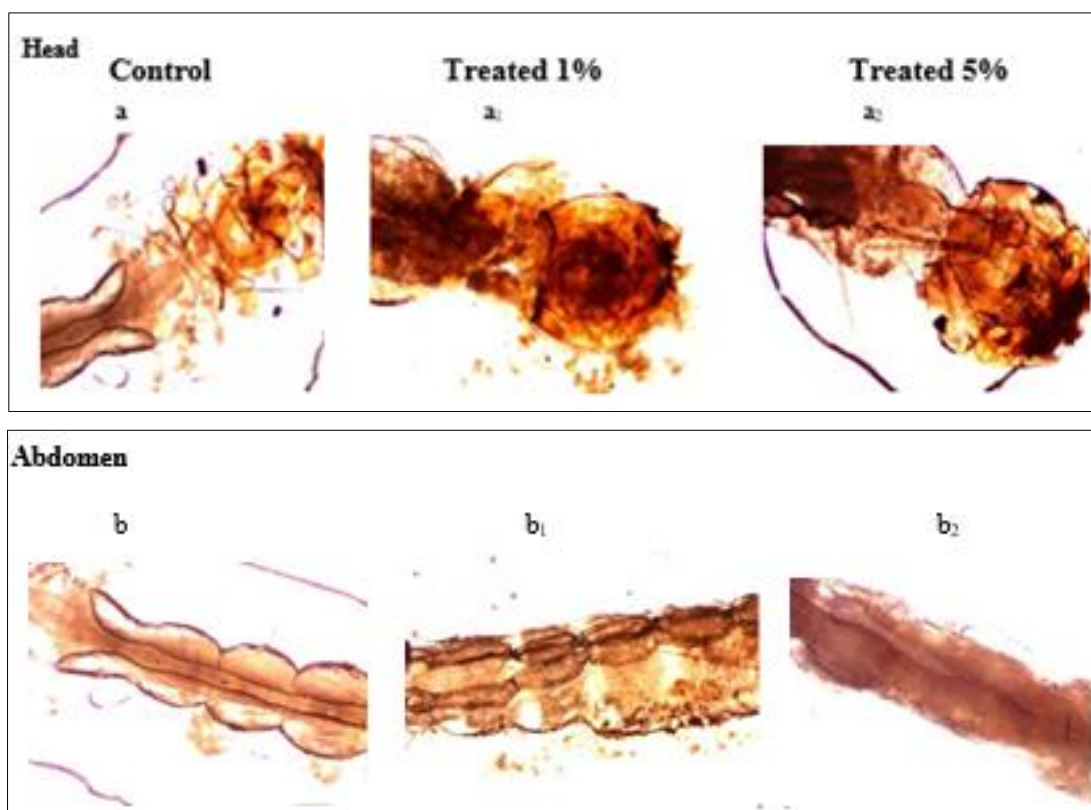 Head
Control Treated 1% Treated 5%
a a₁ a₂
Abdomen
b b₁ b₂